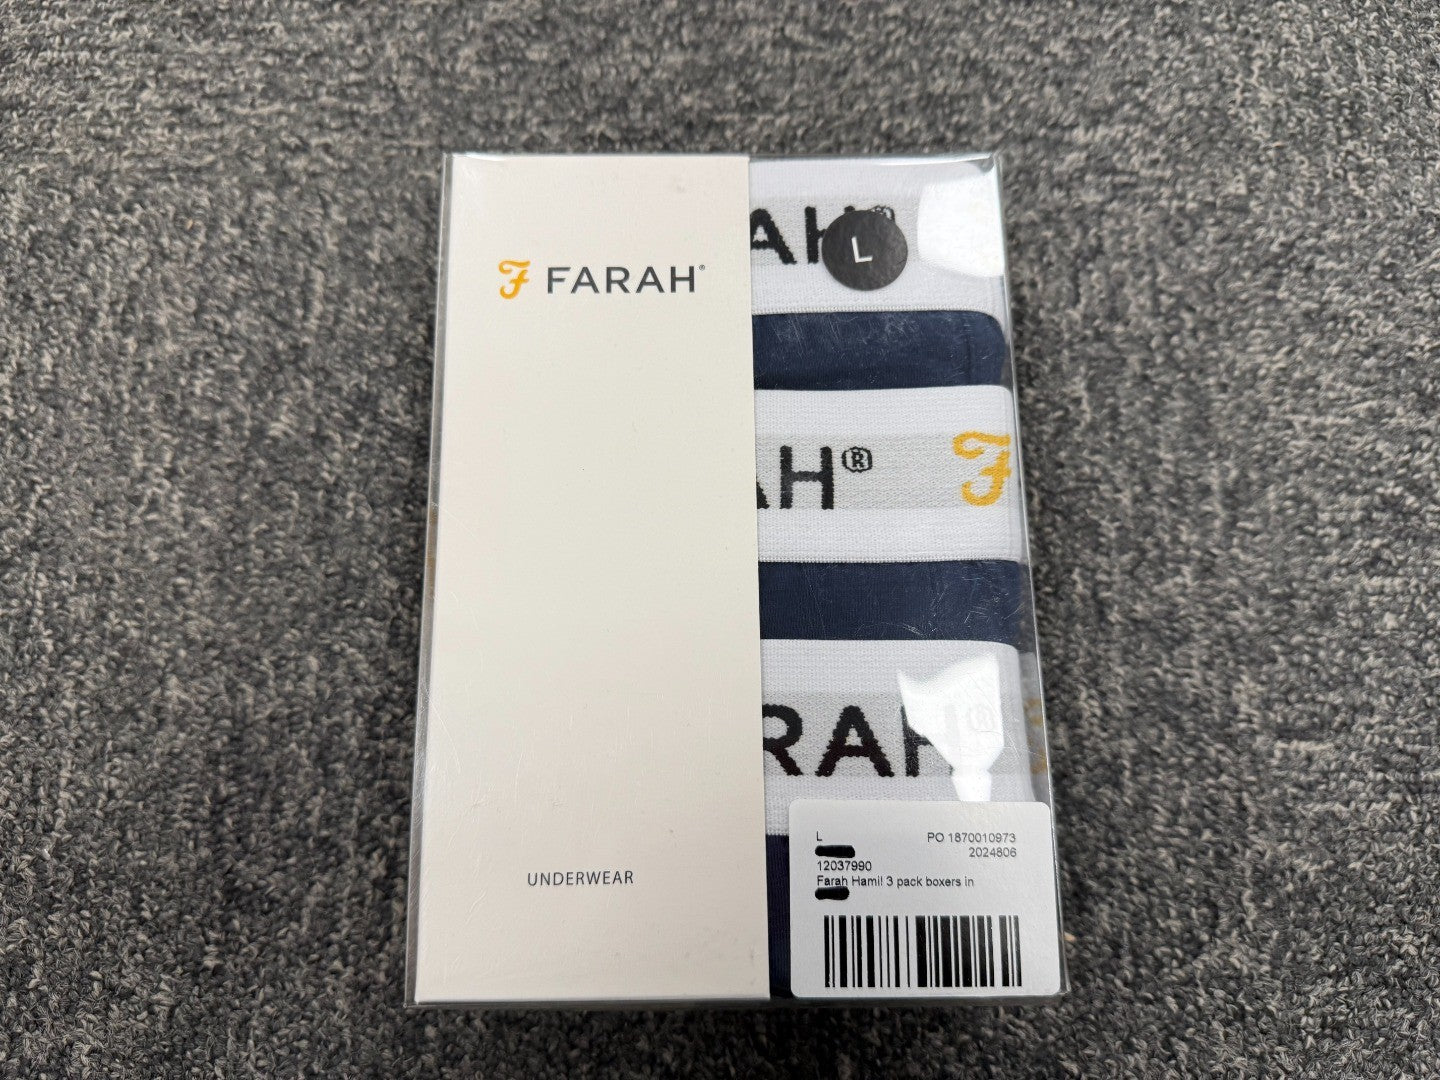 FARAH®
UNDERWEAR
AH®
L
AH®
RAH®
L
PO 1870010973
2024806
12037990
Farah Hamil 3 pack boxers in